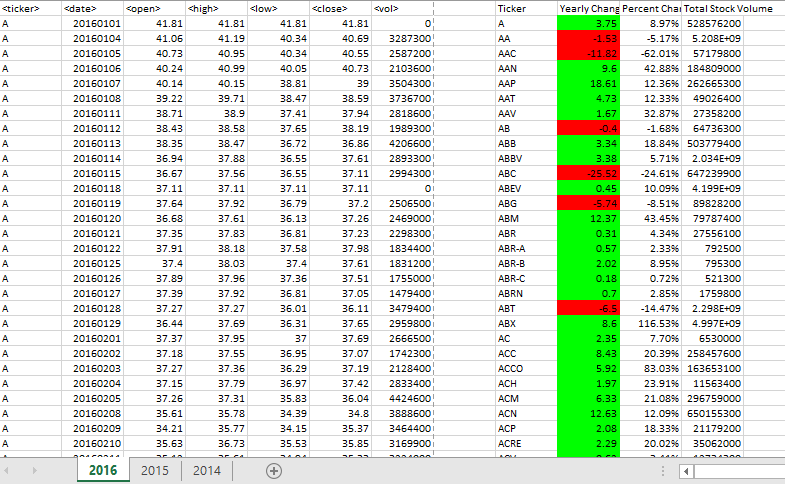 <ticker> <date> <open> <high> <low> <close> <vol> Ticker Yearly Chang Percent Chan Total Stock Volume
A 20160101 41.81 41.81 41.81 41.81 0 A 3.75 8.97% 528576200
A 20160104 41.06 41.19 40.34 40.69 3287300 AA -1.53 -5.17% 5.208E+09
A 20160105 40.73 40.95 40.34 40.55 2587200 AAC -11.82 -62.01% 57179800
A 20160106 40.24 40.99 40.05 40.73 2103600 AAN 9.6 42.88% 184809000
A 20160107 40.14 40.15 38.81 39 3504300 AAP 18.61 12.36% 262665300
A 20160108 39.22 39.71 38.47 38.59 3736700 AAT 4.73 12.33% 49026400
A 20160111 38.71 38.9 37.41 37.94 2818600 AAV 1.67 32.87% 27358200
A 20160112 38.43 38.58 37.65 38.19 1989300 AB -0.4 -1.68% 64736300
A 20160113 38.35 38.47 36.72 36.86 4206600 ABB 3.34 18.84% 503779400
A 20160114 36.94 37.88 36.55 37.61 2893300 ABBV 3.38 5.71% 2.034E+09
A 20160115 36.67 37.56 36.55 37.11 2994300 ABC -25.52 -24.61% 647239900
A 20160118 37.11 37.11 37.11 37.11 0 ABEV 0.45 10.09% 4.199E+09
A 20160119 37.64 37.92 36.79 37.2 2506500 ABG -5.74 -8.51% 89828200
A 20160120 36.68 37.61 36.13 37.26 2469000 ABM 12.37 43.45% 79787400
A 20160121 37.35 37.83 36.81 37.23 2298300 ABR 0.31 4.34% 27556100
A 20160122 37.91 38.18 37.58 37.98 1834400 ABR-A 0.57 2.33% 792500
A 20160125 37.4 38.03 37.4 37.61 1831200 ABR-B 2.02 8.95% 795300
A 20160126 37.89 37.96 37.36 37.51 1755000 ABR-C 0.18 0.72% 521300
A 20160127 37.39 37.92 36.81 37.05 1479400 ABRN 0.7 2.85% 1759800
A 20160128 37.27 37.27 36.01 36.11 3479400 ABT -6.5 -14.47% 2.298E+09
A 20160129 36.44 37.69 36.31 37.65 2959800 ABX 8.6 116.53% 4.997E+09
A 20160201 37.37 37.95 37 37.69 2666500 AC 2.35 7.70% 6530000
A 20160202 37.18 37.55 36.95 37.07 1742300 ACC 8.43 20.39% 258457600
A 20160203 37.27 37.36 36.29 37.19 2128400 ACCO 5.92 83.03% 163653100
A 20160204 37.15 37.79 36.97 37.42 2833400 ACH 1.97 23.91% 11563400
A 20160205 37.26 37.31 35.83 36.04 4424600 ACM 6.33 21.08% 296759000
A 20160208 35.61 35.78 34.39 34.8 3888600 ACN 12.63 12.09% 650155300
A 20160209 34.21 35.77 34.15 35.37 3464400 ACP 2.08 18.33% 21179200
A 20160210 35.63 36.73 35.53 35.85 3169900 ACRE 2.29 20.02% 35062000
2016 2015 2014